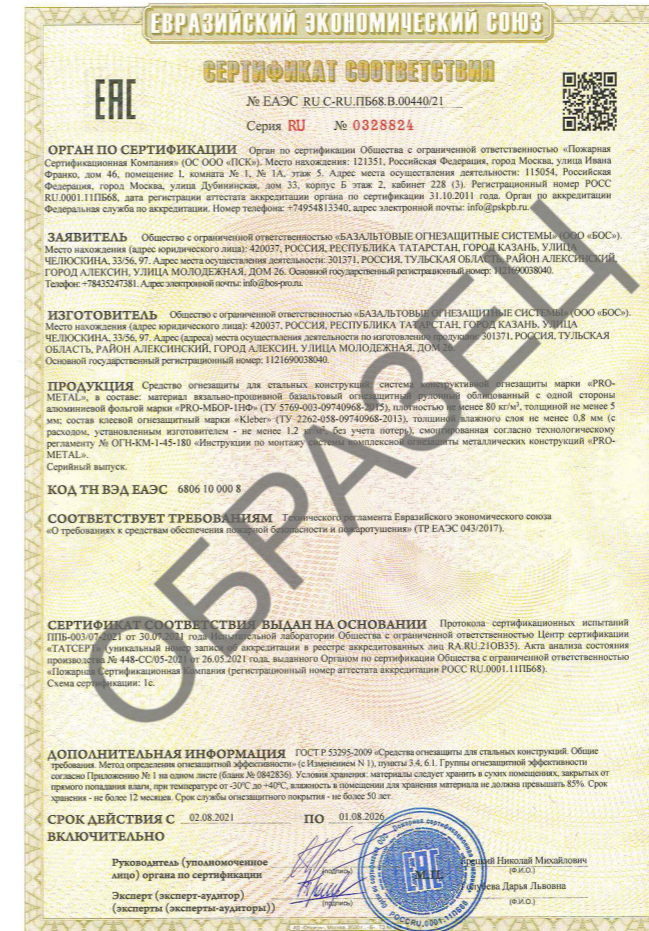 ЕВРАЗИЙСКИЙ ЭКОНОМИЧЕСКИЙ СОЮЗ
СЕРТИФИКАТ СООТВЕТСТВИЯ
ЕАС
№ ЕАЭС RU С-RU.ПБ68.В.00440/21
Серия RU № 0328824
ОРГАН ПО СЕРТИФИКАЦИИ Орган по сертификации Общества с ограниченной ответственностью «Пожарная
Сертификационная Компания» (ОС ООО «ПСК»). Место нахождения: 121351, Российская Федерация, город Москва, улица Ивана
Франко, дом 46, помещение I, комната № 1, № 1А, этаж 5. Адрес места осуществления деятельности: 115054, Российская
Федерация, город Москва, улица Дубининская, дом 33, корпус Б этаж 2, кабинет 228 (3). Регистрационный номер РОСС
RU.0001.11ПБ68, дата регистрации аттестата аккредитации органа по сертификации 31.10.2011 года. Орган по аккредитации
Федеральная служба по аккредитации. Номер телефона: +74954813340, адрес электронной почты: info@pskpb.ru.
ЗАЯВИТЕЛЬ Общество с ограниченной ответственностью «БАЗАЛЬТОВЫЕ ОГНЕЗАЩИТНЫЕ СИСТЕМЫ» (ООО «БОС»).
Место нахождения (адрес юридического лица): 420037, РОССИЯ, РЕСПУБЛИКА ТАТАРСТАН, ГОРОД КАЗАНЬ, УЛИЦА
ЧЕЛЮСКИНА, 33/56, 97. Адрес места осуществления деятельности: 301371, РОССИЯ, ТУЛЬСКАЯ ОБЛАСТЬ, РАЙОН АЛЕКСИНСКИЙ,
ГОРОД АЛЕКСИН, УЛИЦА МОЛОДЕЖНАЯ, ДОМ 26. Основной государственный регистрационный номер: 1121690038040.
Телефон: +78435247381. Адрес электронной почты: info@bos-pro.ru.
ИЗГОТОВИТЕЛЬ Общество с ограниченной ответственностью «БАЗАЛЬТОВЫЕ ОГНЕЗАЩИТНЫЕ СИСТЕМЫ» (ООО «БОС»).
Место нахождения (адрес юридического лица): 420037, РОССИЯ, РЕСПУБЛИКА ТАТАРСТАН, ГОРОД КАЗАНЬ, УЛИЦА
ЧЕЛЮСКИНА, 33/56, 97. Адрес (адреса) места осуществления деятельности по изготовлению продукции: 301371, РОССИЯ, ТУЛЬСКАЯ
ОБЛАСТЬ, РАЙОН АЛЕКСИНСКИЙ, ГОРОД АЛЕКСИН, УЛИЦА МОЛОДЕЖНАЯ, ДОМ 26.
Основной государственный регистрационный номер: 1121690038040.
ПРОДУКЦИЯ Средство огнезащиты для стальных конструкций: система конструктивной огнезащиты марки «PRO-
METAL», в составе: материал вязально-прошивной базальтовый огнезащитный рулонный облицованный с одной стороны
алюминиевой фольгой марки «PRO-МБОР-1НФ» (ТУ 5769-003-09740968-2015), плотностью не менее 80 кг/м³, толщиной не менее 5
мм; состав клеевой огнезащитный марки «Kleber» (ТУ 2262-058-09740968-2013), толщиной влажного слоя не менее 0,8 мм (с
расходом, установленным изготовителем - не менее 1,2 кг/м², без учета потерь), смонтированная согласно технологическому
регламенту № ОГН-КМ-1-45-180 «Инструкции по монтажу системы комплексной огнезащиты металлических конструкций «PRO-
METAL».
Серийный выпуск.
КОД ТН ВЭД ЕАЭС 6806 10 000 8
СООТВЕТСТВУЕТ ТРЕБОВАНИЯМ Технического регламента Евразийского экономического союза
«О требованиях к средствам обеспечения пожарной безопасности и пожаротушения» (ТР ЕАЭС 043/2017).
СЕРТИФИКАТ СООТВЕТСТВИЯ ВЫДАН НА ОСНОВАНИИ Протокола сертификационных испытаний
ППБ-003/07-2021 от 30.07.2021 года Испытательной лаборатории Общества с ограниченной ответственностью Центр сертификации
«ТАТСЕРТ» (уникальный номер записи об аккредитации в реестре аккредитованных лиц RA.RU.21ОВ35). Акта анализа состояния
производства № 448-СС/05-2021 от 26.05.2021 года, выданного Органом по сертификации Общества с ограниченной ответственностью
«Пожарная Сертификационная Компания (регистрационный номер аттестата аккредитации РОСС RU.0001.11ПБ68).
Схема сертификации: 1с.
ДОПОЛНИТЕЛЬНАЯ ИНФОРМАЦИЯ ГОСТ Р 53295-2009 «Средства огнезащиты для стальных конструкций. Общие
требования. Метод определения огнезащитной эффективности» (с Изменением N 1), пункты 3.4, 6.1. Группы огнезащитной эффективности
согласно Приложению № 1 на одном листе (бланк № 0842836). Условия хранения: материалы следует хранить в сухих помещениях, закрытых от
прямого попадания влаги, при температуре от -30°С до +40°С, влажность в помещении для хранения материала не должна превышать 85%. Срок
хранения - не более 12 месяцев. Срок службы огнезащитного покрытия - не более 50 лет.
СРОК ДЕЙСТВИЯ С 02.08.2021 ПО 01.08.2026
ВКЛЮЧИТЕЛЬНО
Руководитель (уполномоченное
лицо) органа по сертификации
(подпись)
Ерецкий Николай Михайлович
(Ф.И.О.)
М.П.
Эксперт (эксперт-аудитор)
(эксперты (эксперты-аудиторы))
(подпись)
Голубева Дарья Львовна
(Ф.И.О.)
ЕАС
РОСС RU.0001.11ПБ68
ОБРАЗЕЦ